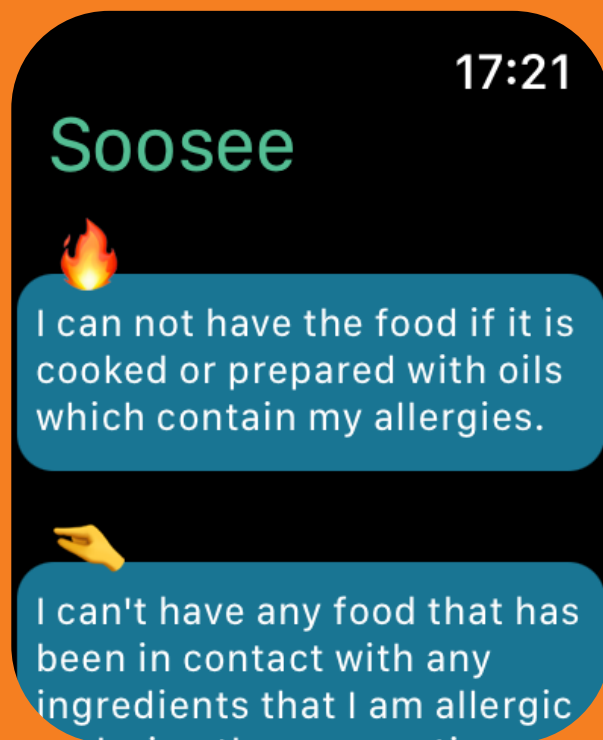 17:21
Soosee
I can not have the food if it is
cooked or prepared with oils
which contain my allergies.
I can't have any food that has
been in contact with any
ingredients that I am allergic